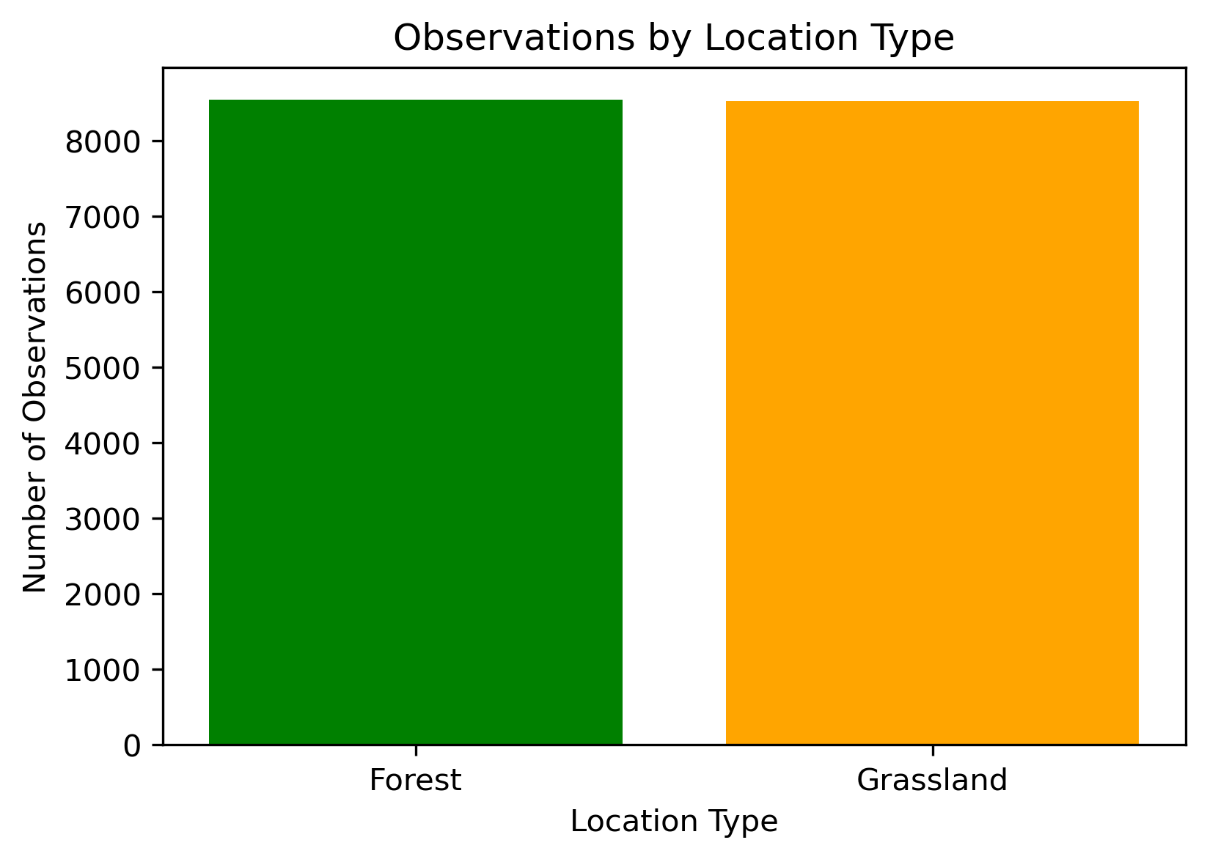 Observations by Location Type
Number of Observations
8000
7000
6000
5000
4000
3000
2000
1000
0
Forest
Grassland
Location Type